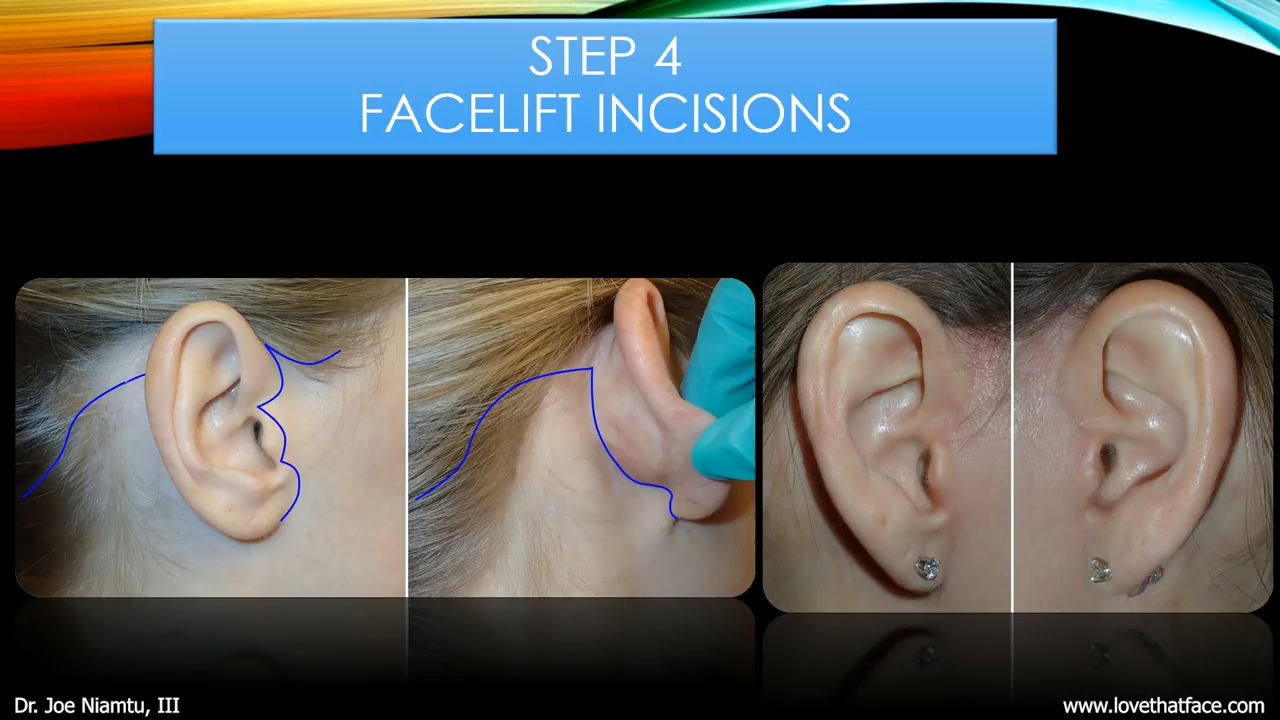 STEP 4
FACELIFT INCISIONS
Dr. Joe Niamtu, III
www.lovethatface.com